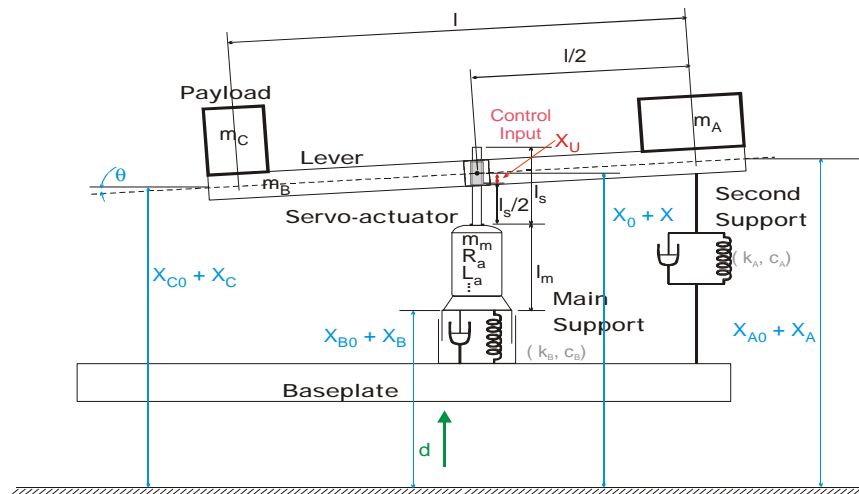 l
l/2
Payload
m_C
m_A
Control
Input
X_U
Lever
θ
m_B
l_s/2
l_s
Servo-actuator
X_0 + X
Second
Support
m_m
R_a
L_a
⋮
(k_A, c_A)
X_C0 + X_C
l_m
Main
Support
X_B0 + X_B
X_A0 + X_A
(k_B, c_B)
Baseplate
d